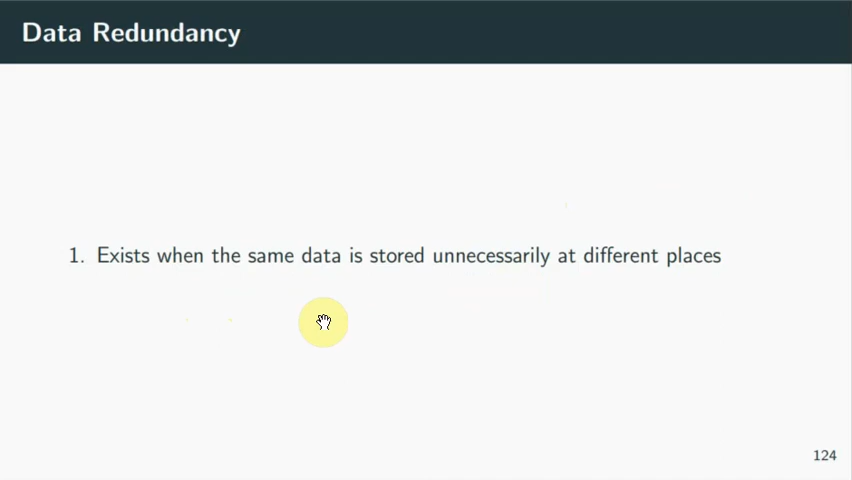 Data Redundancy
1. Exists when the same data is stored unnecessarily at different places
124